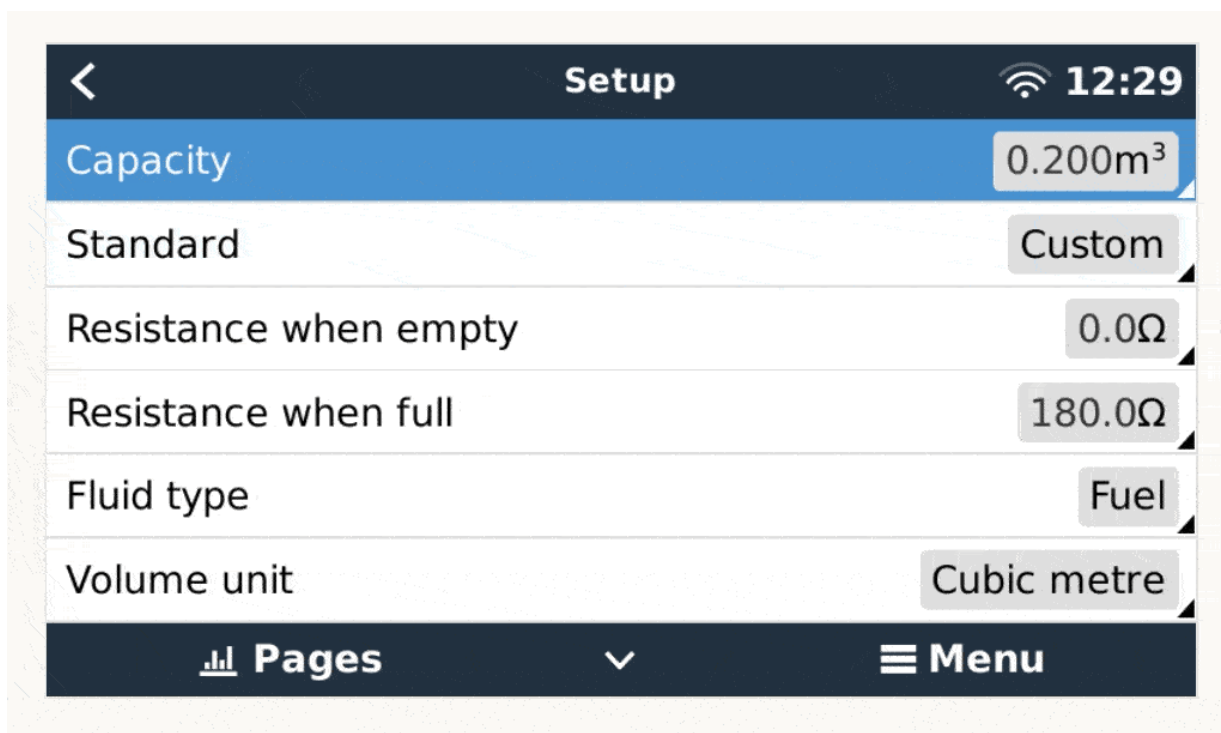 Setup 12:29
Capacity 0.200m³
Standard Custom
Resistance when empty 0.0Ω
Resistance when full 180.0Ω
Fluid type Fuel
Volume unit Cubic metre
Pages Menu